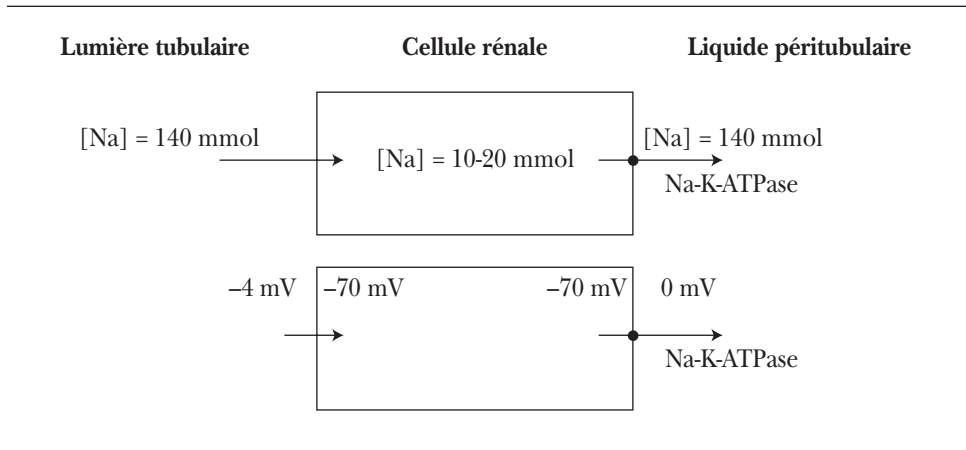 Lumière tubulaire Cellule rénale Liquide péritubulaire
[Na] = 140 mmol [Na] = 10-20 mmol [Na] = 140 mmol
Na-K-ATPase
–4 mV –70 mV –70 mV 0 mV
Na-K-ATPase